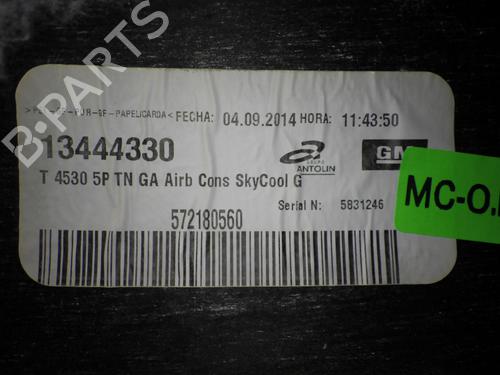 FECHA: 04.09.2014 HORA: 11:43:50
13444330
GRUPO
ANTOLIN
GM
T 4530 5P TN GA Airb Cons SkyCool G
MC-O.
Serial N: 5831246
572180560
B-PARTS